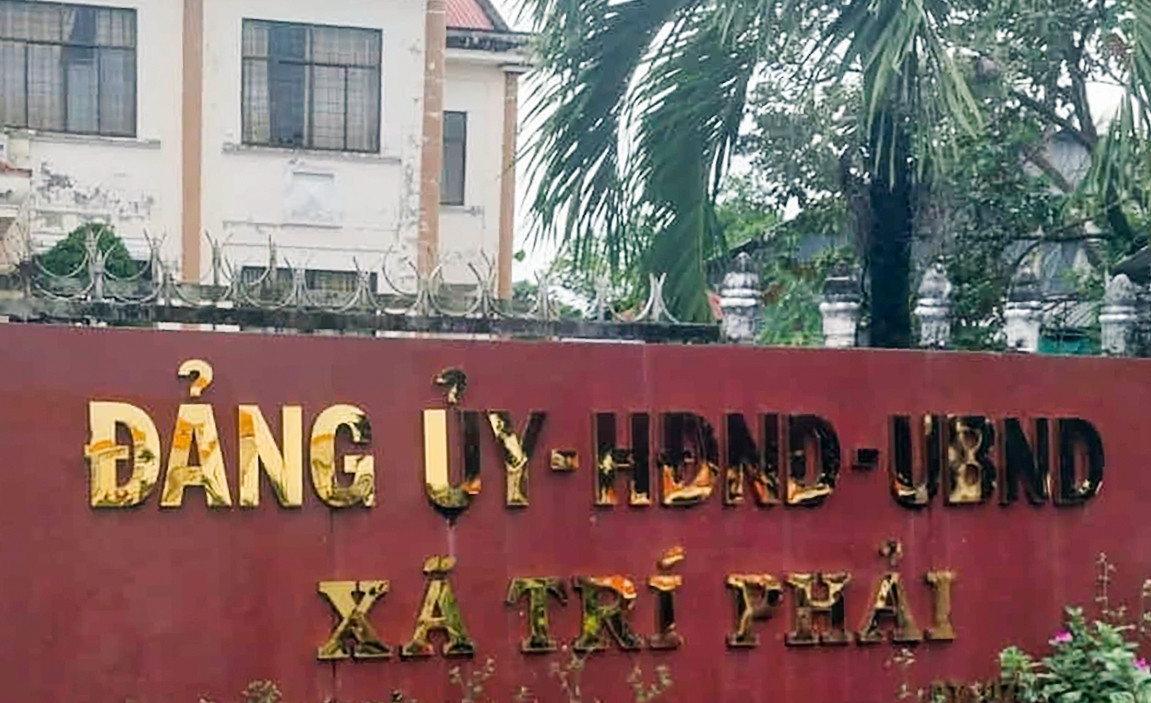 ĐẢNG ỦY-HĐND-UBND
XÃ TRÍ PHẢI